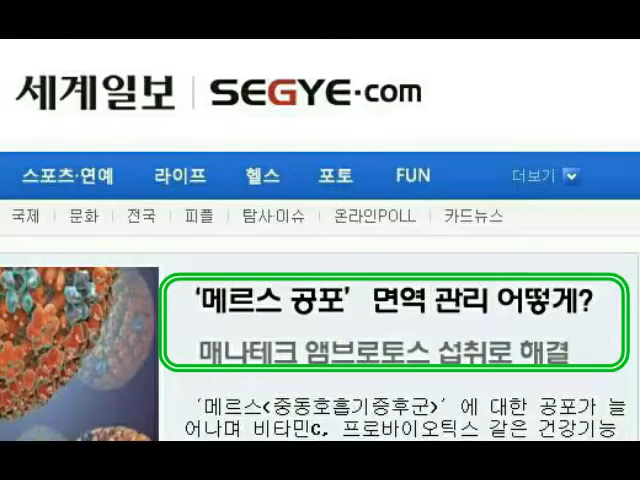 세계일보 | SEGYE.com
스포츠·연예 라이프 헬스 포토 FUN 더보기
국제 문화 전국 피플 탐사·이슈 온라인POLL 카드뉴스
‘메르스 공포’ 면역 관리 어떻게?
매나테크 앰브로토스 섭취로 해결
‘메르스<중동호흡기증후군>’에 대한 공포가 늘
어나며 비타민C, 프로바이오틱스 같은 건강기능